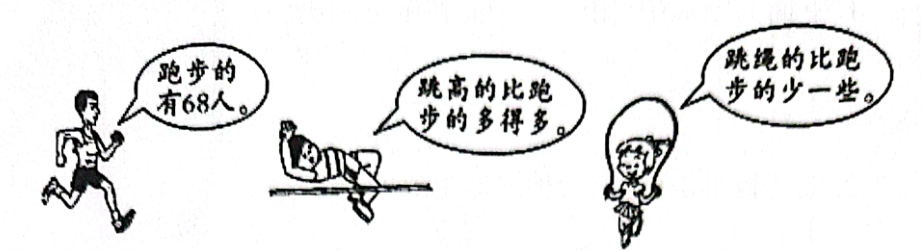 跑步的
有68人。
跳高的比跑
步的多得多。
跳绳的比跑
步的少一些。